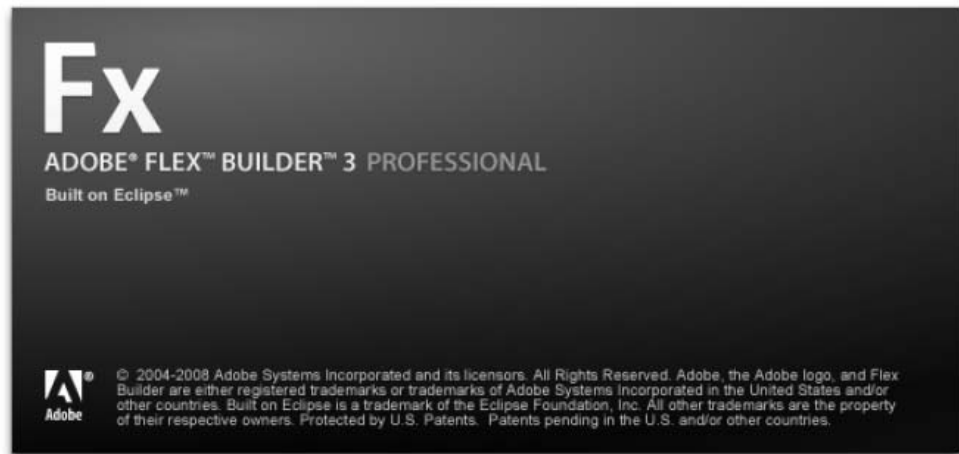 Fx
ADOBE® FLEX™ BUILDER™ 3 PROFESSIONAL
Built on Eclipse™
© 2004-2008 Adobe Systems Incorporated and its licensors. All Rights Reserved. Adobe, the Adobe logo, and Flex
Builder are either registered trademarks or trademarks of Adobe Systems Incorporated in the United States and/or
other countries. Built on Eclipse is a trademark of the Eclipse Foundation, Inc. All other trademarks are the property
of their respective owners. Protected by U.S. Patents. Patents pending in the U.S. and/or other countries.
®
Adobe